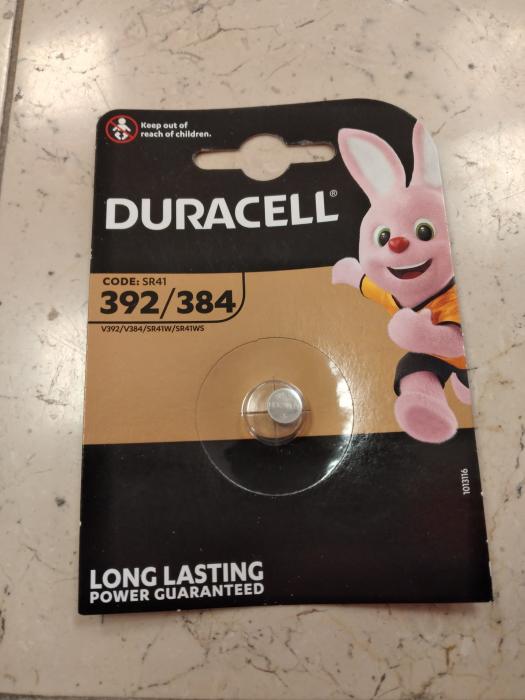 Keep out of
reach of children.
DURACELL®
CODE: SR41
392/384
V392/V384/SR41W/SR41WS
1013116
LONG LASTING
POWER GUARANTEED